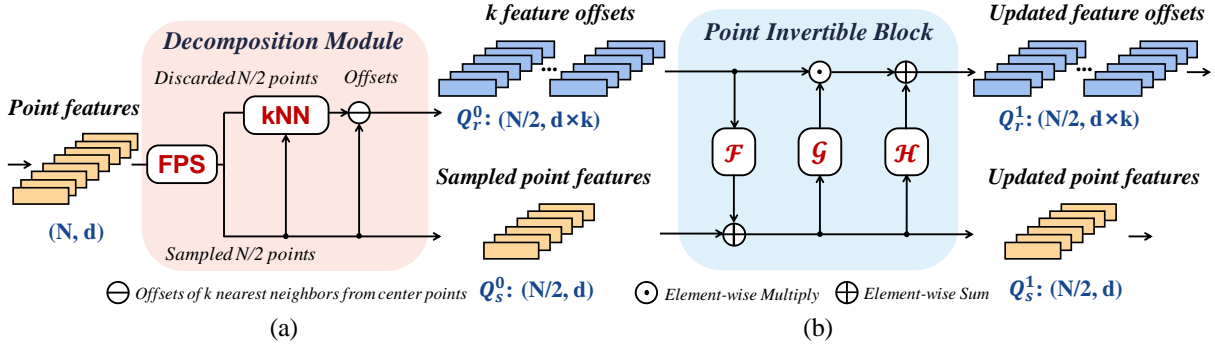 Decomposition Module
k feature offsets
Point Invertible Block
Updated feature offsets
Discarded N/2 points
Offsets
Point features
kNN
...
...
Q_r^0: (N/2, d×k)
Q_r^1: (N/2, d×k)
FPS
ℱ
𝒢
ℋ
Sampled point features
Updated point features
(N, d)
Sampled N/2 points
Offsets of k nearest neighbors from center points
Q_s^0: (N/2, d)
Element-wise Multiply
Element-wise Sum
Q_s^1: (N/2, d)
(a)
(b)